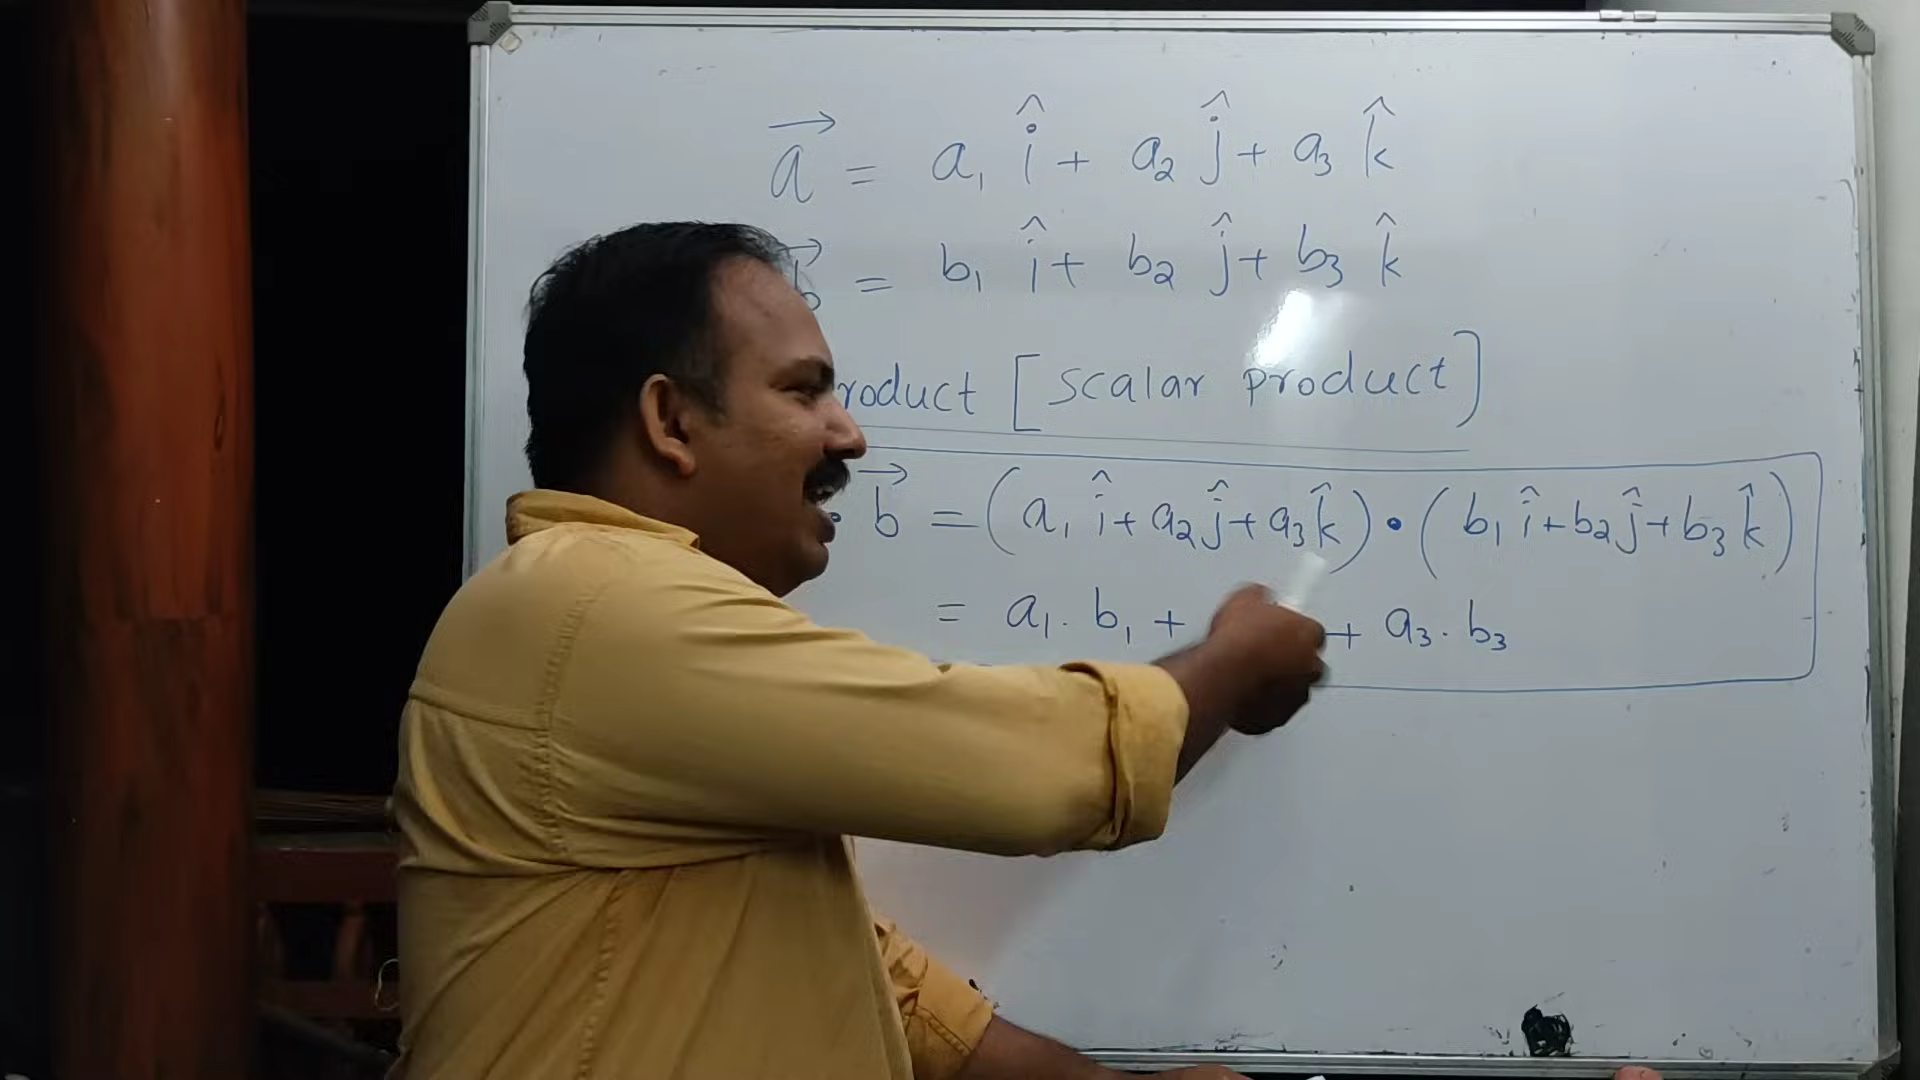 a⃗ = a₁ î + a₂ ĵ + a₃ k̂
b⃗ = b₁ î + b₂ ĵ + b₃ k̂
roduct [scalar product]
· b⃗ = (a₁ î + a₂ ĵ + a₃ k̂) · (b₁ î + b₂ ĵ + b₃ k̂)
= a₁ . b₁ + + a₃ . b₃